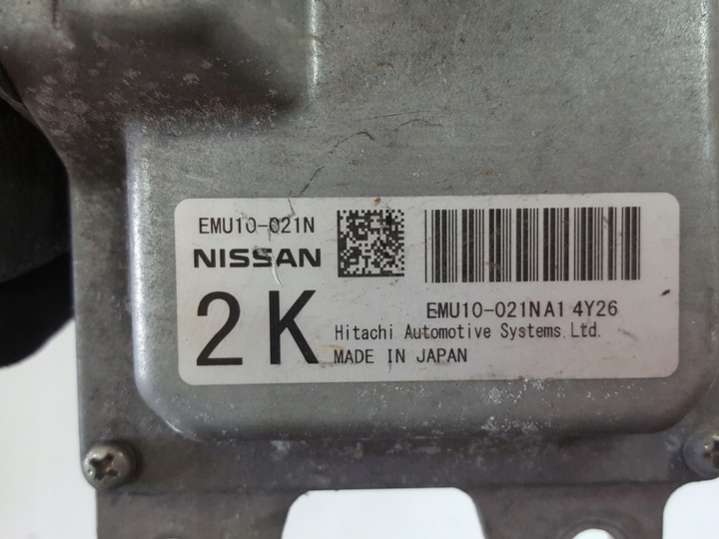 EMU10-021N
NISSAN
2K
EMU10-021NA1 4Y26
Hitachi Automotive Systems.Ltd.
MADE IN JAPAN